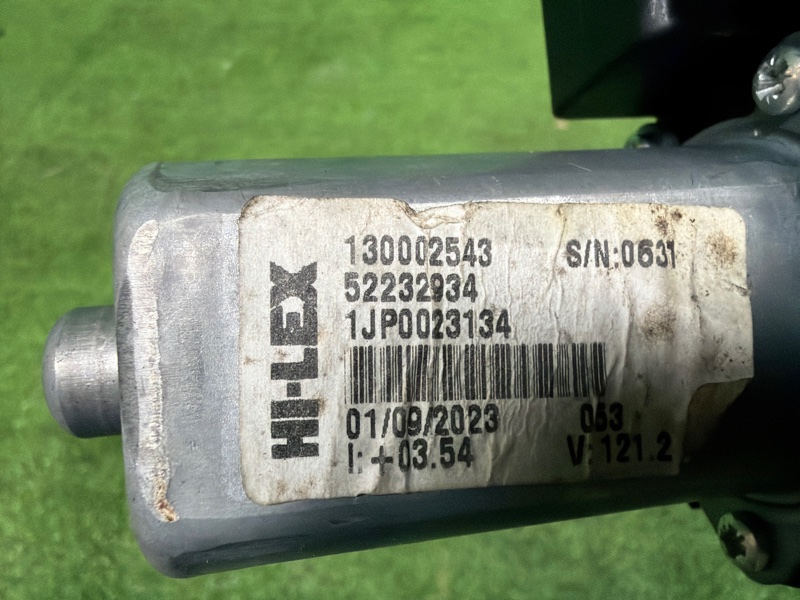 HI-LEX
130002543 S/N:0631
52232934
1JP0023134
01/09/2023 053
I: +03.54 V: 121.2